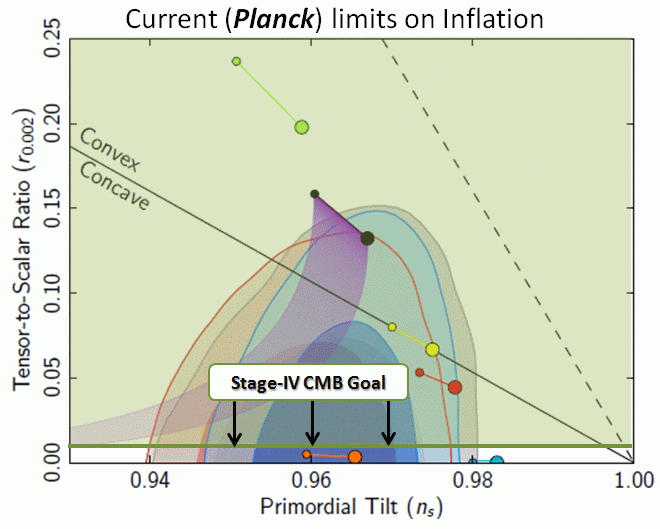 Current (Planck) limits on Inflation
Tensor-to-Scalar Ratio (r0.002)
0.25
0.20
0.15
0.10
0.05
0.00
Convex
Concave
Stage-IV CMB Goal
0.94
0.96
0.98
1.00
Primordial Tilt (ns)